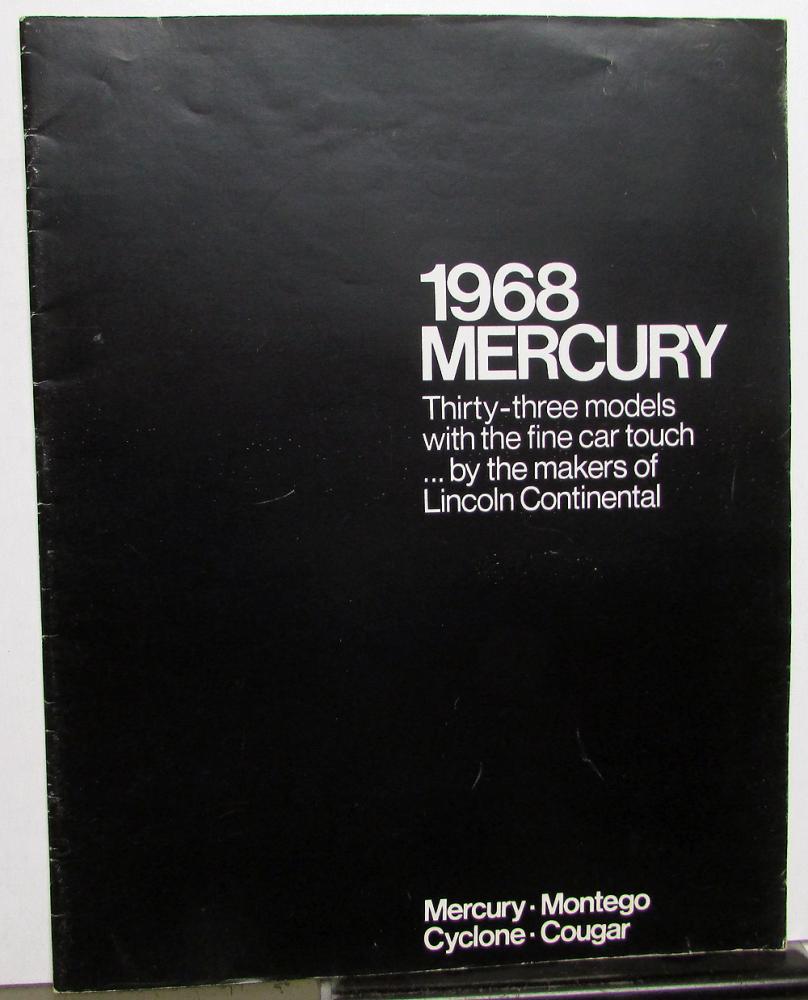 1968
MERCURY
Thirty-three models
with the fine car touch
... by the makers of
Lincoln Continental
Mercury · Montego
Cyclone · Cougar